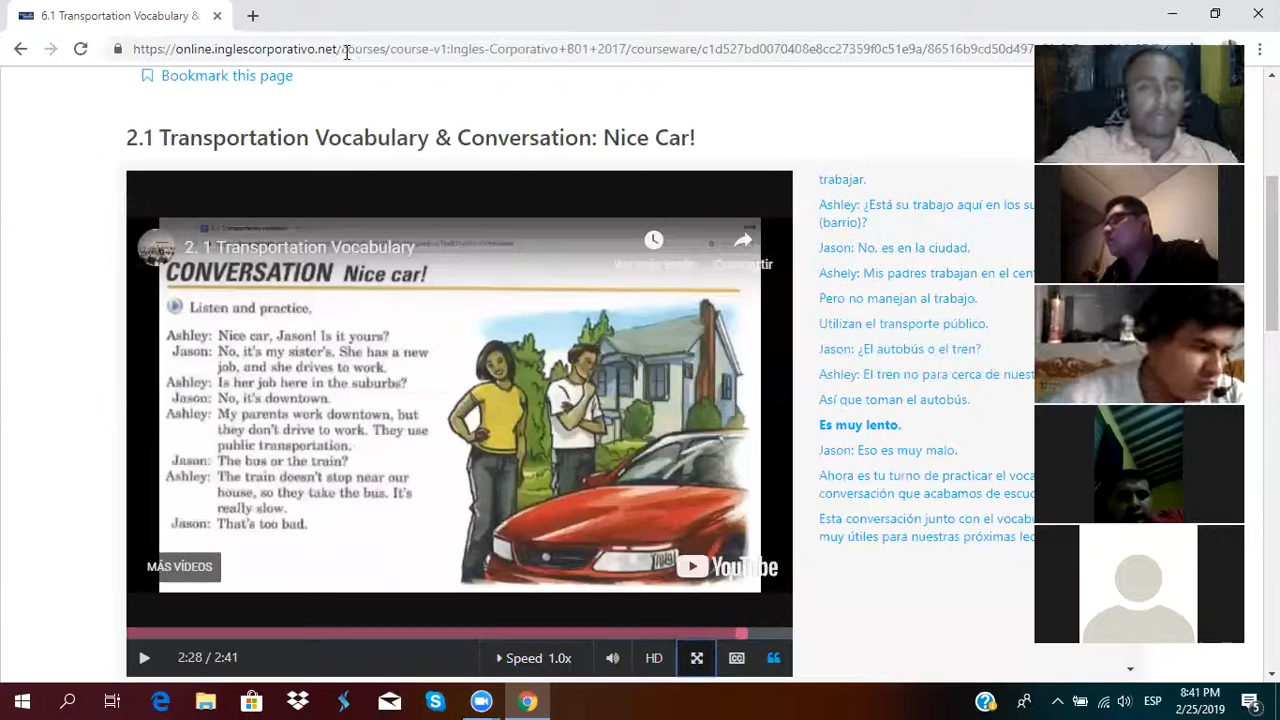 6.1 Transportation Vocabulary &
https://online.inglescorporativo.net/courses/course-v1:Ingles-Corporativo+B01+2017/courseware/c1d527bd0070408e8cc27359f0c51e9a/86516b9cd50d497
Bookmark this page
2.1 Transportation Vocabulary & Conversation: Nice Car!
2. 1 Transportation Vocabulary
Compartir
CONVERSATION Nice car!
Listen and practice.
Ashley: Nice car, Jason! Is it yours?
Jason: No, it's my sister's. She has a new
job, and she drives to work.
Ashley: Is her job here in the suburbs?
Jason: No, it's downtown.
Ashley: My parents work downtown, but
they don't drive to work. They use
public transportation.
Jason: The bus or the train?
Ashley: The train doesn't stop near our
house, so they take the bus. It's
really slow.
Jason: That's too bad.
MÁS VÍDEOS
YouTube
2:28 / 2:41
Speed 1.0x
HD
trabajar.
Ashley: ¿Está su trabajo aquí en los su
(barrio)?
Jason: No, es en la ciudad.
Ashely: Mis padres trabajan en el cen
Pero no manejan al trabajo.
Utilizan el transporte público.
Jason: ¿El autobús o el tren?
Ashley: El tren no para cerca de nuest
Así que toman el autobús.
Es muy lento.
Jason: Eso es muy malo.
Ahora es tu turno de practicar el voca
conversación que acabamos de escuc
Esta conversación junto con el vocabu
muy útiles para nuestras próximas lec
ESP
8:41 PM
2/25/2019
5